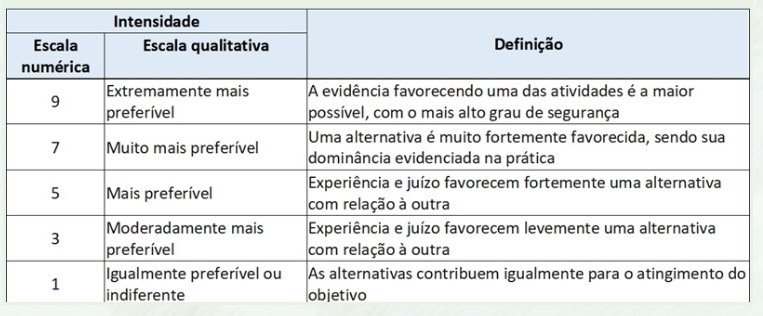 Intensidade
Escala numérica
Escala qualitativa
Definição
9
Extremamente mais
preferível
A evidência favorecendo uma das atividades é a maior
possível, com o mais alto grau de segurança
7
Muito mais preferível
Uma alternativa é muito fortemente favorecida, sendo sua
dominância evidenciada na prática
5
Mais preferível
Experiência e juízo favorecem fortemente uma alternativa
com relação à outra
3
Moderadamente mais
preferível
Experiência e juízo favorecem levemente uma alternativa
com relação à outra
1
Igualmente preferível ou
indiferente
As alternativas contribuem igualmente para o atingimento do
objetivo